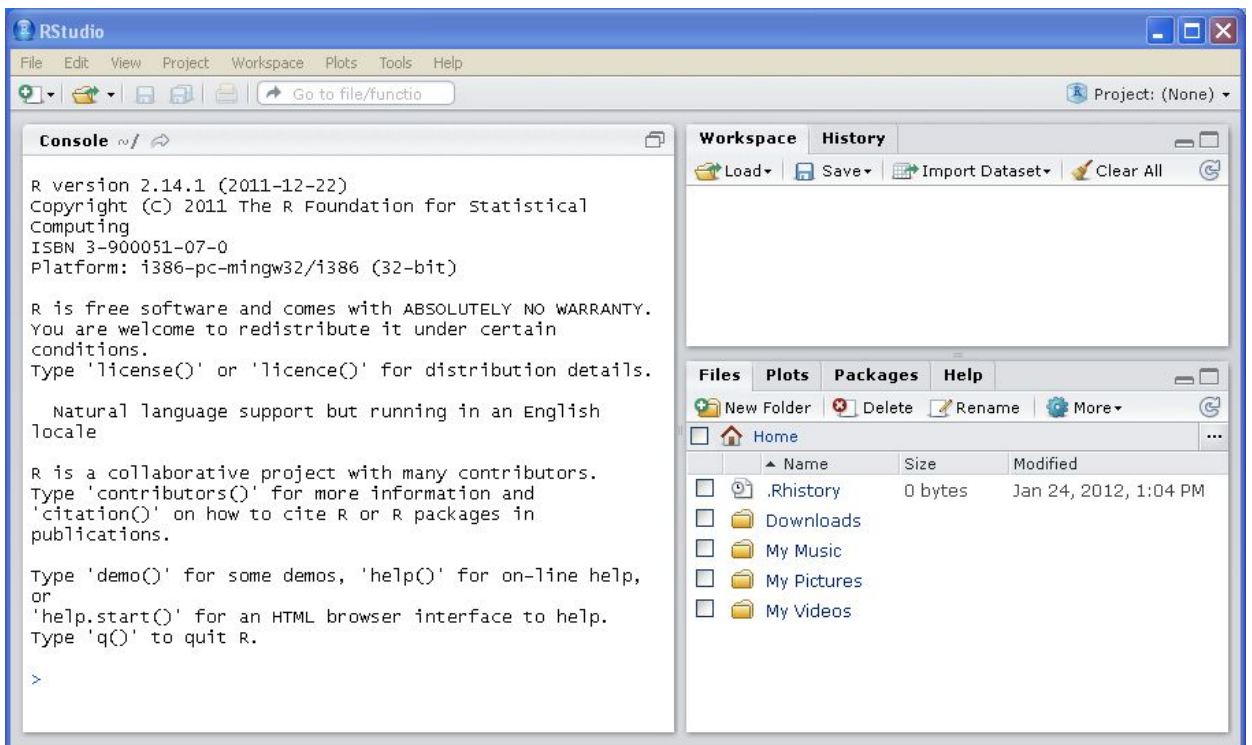 RStudio
File Edit View Project Workspace Plots Tools Help
Go to file/functio
Project: (None)
Console ~/
R version 2.14.1 (2011-12-22)
Copyright (C) 2011 The R Foundation for Statistical
Computing
ISBN 3-900051-07-0
Platform: i386-pc-mingw32/i386 (32-bit)
R is free software and comes with ABSOLUTELY NO WARRANTY.
You are welcome to redistribute it under certain
conditions.
Type 'license()' or 'licence()' for distribution details.
Natural language support but running in an English
locale
R is a collaborative project with many contributors.
Type 'contributors()' for more information and
'citation()' on how to cite R or R packages in
publications.
Type 'demo()' for some demos, 'help()' for on-line help,
or
'help.start()' for an HTML browser interface to help.
Type 'q()' to quit R.
>
Workspace History
Load Save Import Dataset Clear All
Files Plots Packages Help
New Folder Delete Rename More
Home ...
Name Size Modified
.Rhistory 0 bytes Jan 24, 2012, 1:04 PM
Downloads
My Music
My Pictures
My Videos